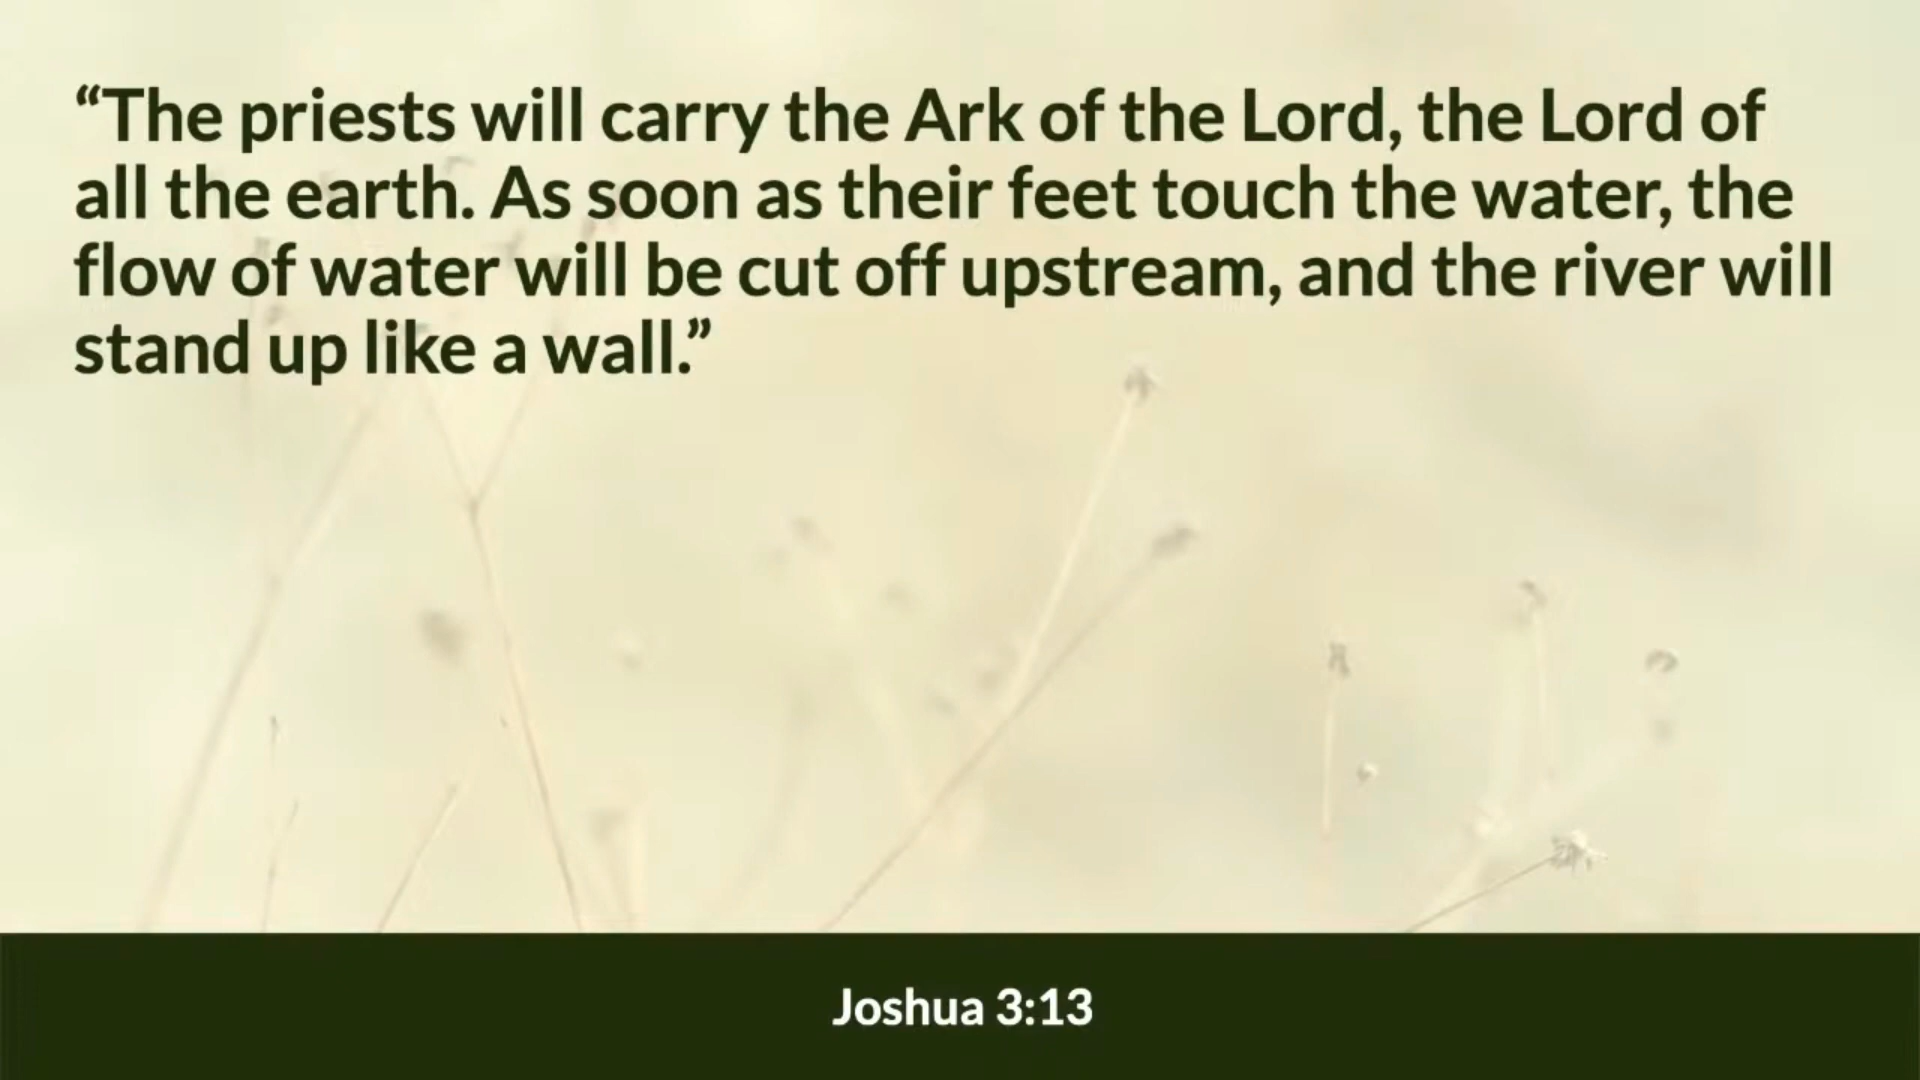 “The priests will carry the Ark of the Lord, the Lord of
all the earth. As soon as their feet touch the water, the
flow of water will be cut off upstream, and the river will
stand up like a wall.”
Joshua 3:13